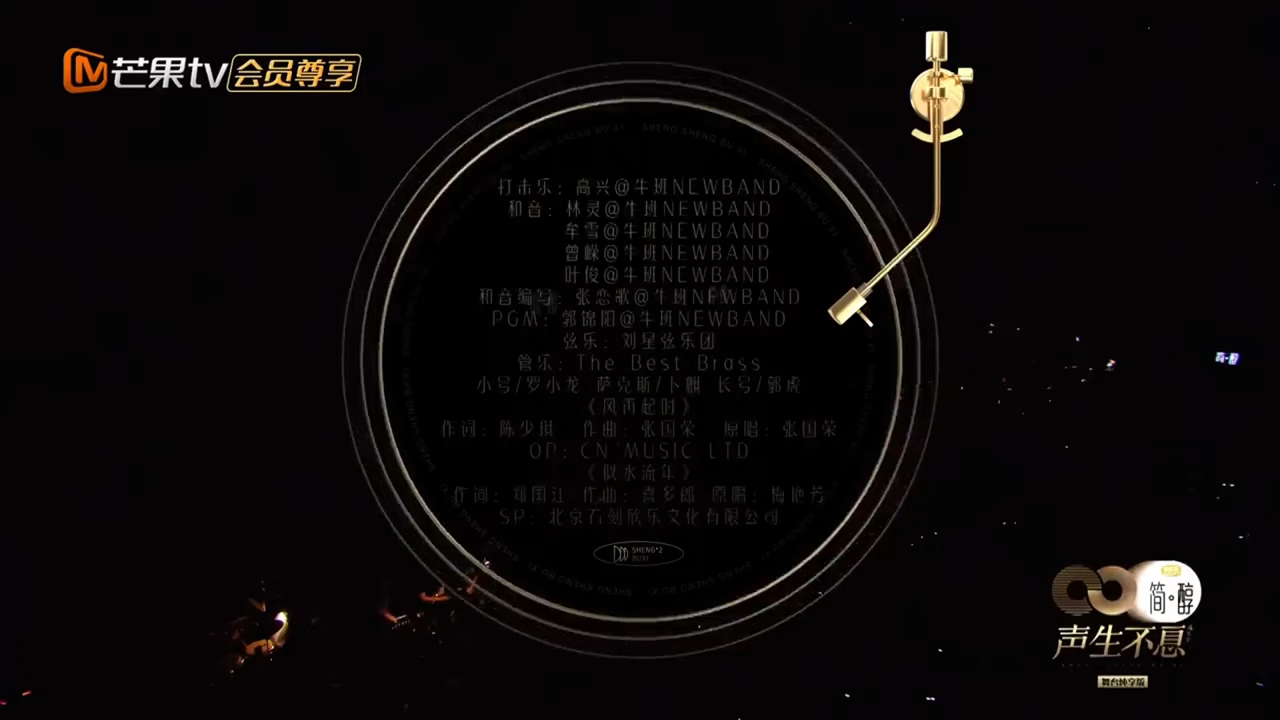 芒果tv 会员尊享
打击乐：高兴@牛班NEWBAND
和音：林灵@牛班NEWBAND
牟雪@牛班NEWBAND
曾嵘@牛班NEWBAND
叶俊@牛班NEWBAND
和音编写：张恋歌@牛班NEWBAND
PGM：郭锦阳@牛班NEWBAND
弦乐：刘星弦乐团
管乐：The Best Brass
小号/罗小龙 萨克斯/卜麒 长号/郭虎
《风再起时》
作词：陈少琪 作曲：张国荣 原唱：张国荣
OP：CN MUSIC LTD
《似水流年》
作词：郑国江 作曲：喜多郎 原唱：梅艳芳
SP：北京石刻欣乐文化有限公司
SHENG*2
BUXI
简·醇
声生不息
舞台纯享版